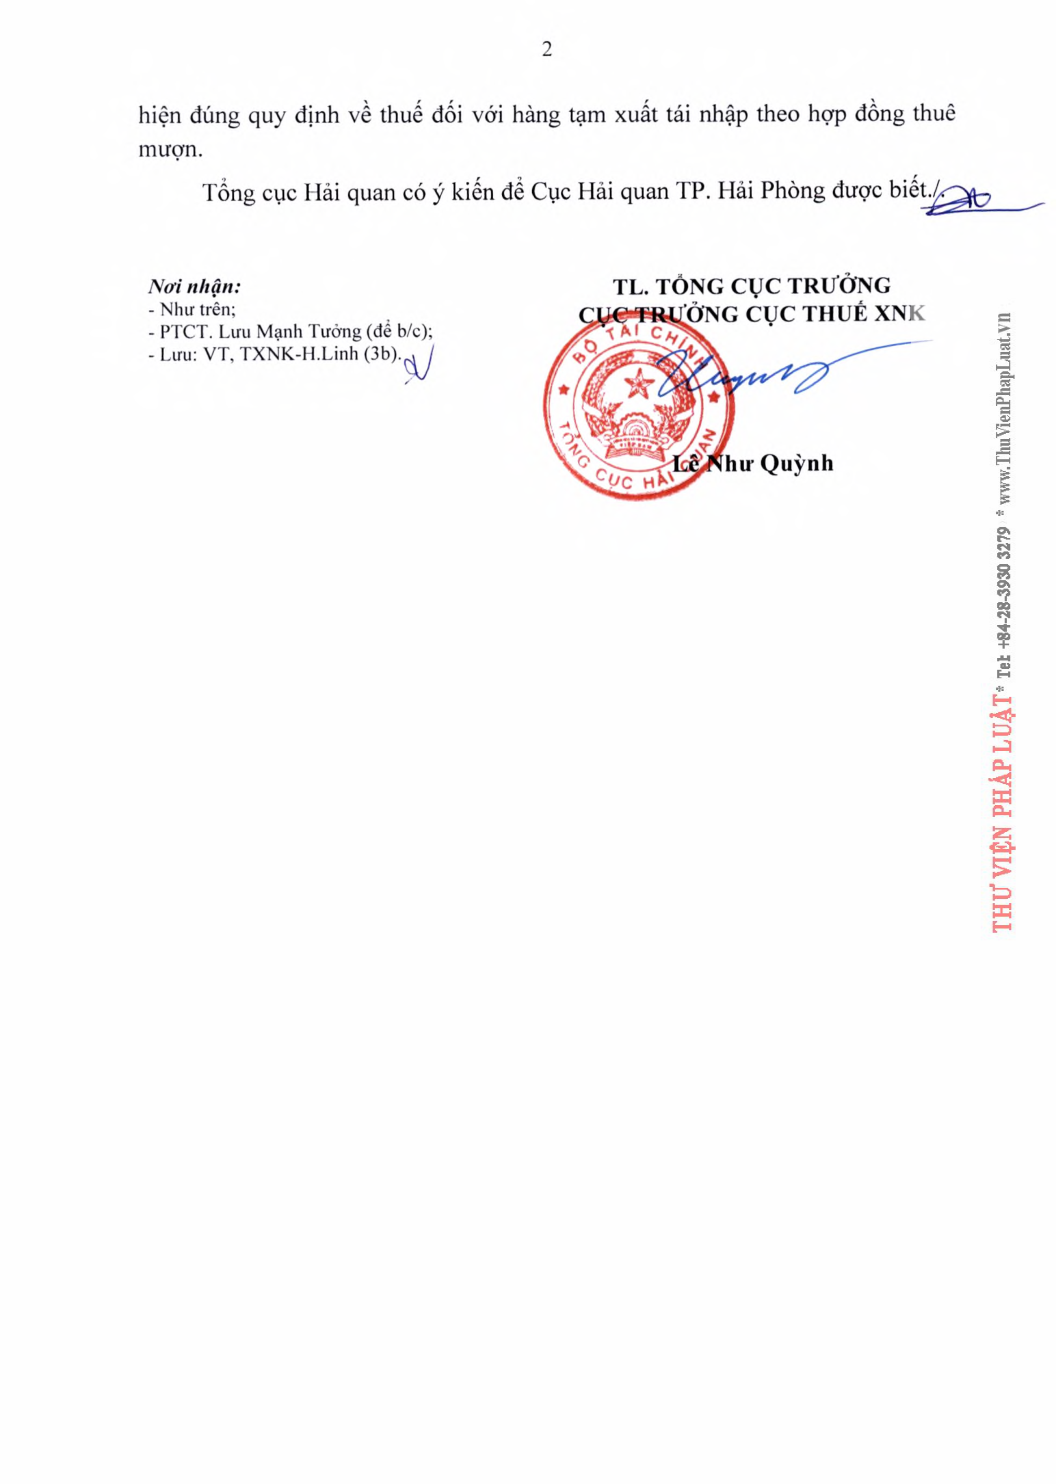 2
hiện đúng quy định về thuế đối với hàng tạm xuất tái nhập theo hợp đồng thuê
mượn.
Tổng cục Hải quan có ý kiến để Cục Hải quan TP. Hải Phòng được biết./.
Nơi nhận:
- Như trên;
- PTCT. Lưu Mạnh Tưởng (để b/c);
- Lưu: VT, TXNK-H.Linh (3b).
TL. TỔNG CỤC TRƯỞNG
CỤC TRƯỞNG CỤC THUẾ XNK
BỘ TÀI CHÍNH
TỔNG CỤC HẢI QUAN
Lê Như Quỳnh
THƯ VIỆN PHÁP LUẬT * Tel: +84-28-3930 3279 * www.ThuVienPhapLuat.vn